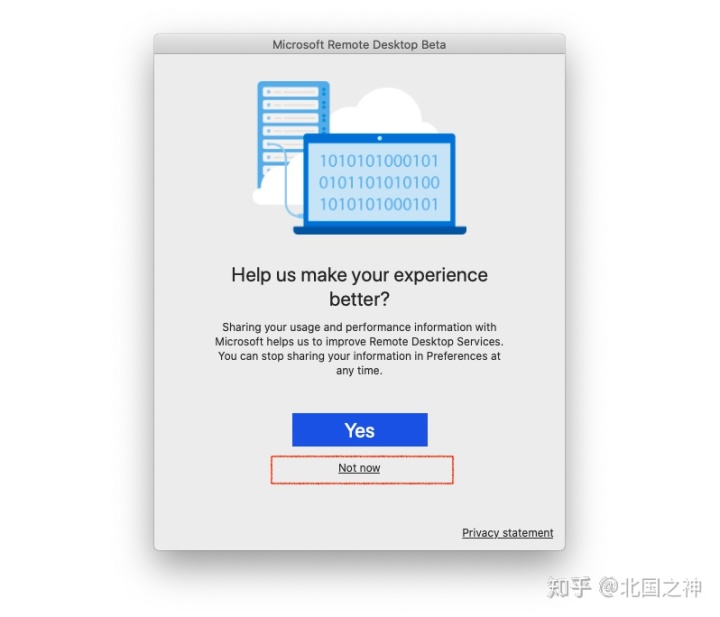 Microsoft Remote Desktop Beta
1010101000101
0101101010100
1010101000101
Help us make your experience
better?
Sharing your usage and performance information with
Microsoft helps us to improve Remote Desktop Services.
You can stop sharing your information in Preferences at
any time.
Yes
Not now
Privacy statement
知乎 @北国之神